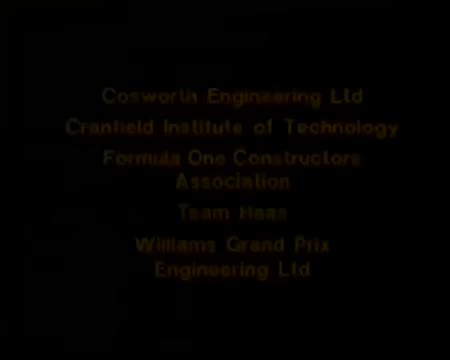 Cosworth Engineering Ltd
Cranfield Institute of Technology
Formula One Constructors
Association
Team Haas
Williams Grand Prix
Engineering Ltd